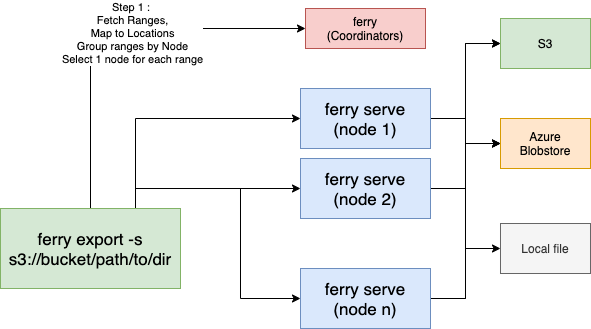 Step 1 :
Fetch Ranges,
Map to Locations
Group ranges by Node
Select 1 node for each range
ferry
(Coordinators)
S3
ferry serve
(node 1)
Azure
Blobstore
ferry serve
(node 2)
ferry export -s
s3://bucket/path/to/dir
Local file
ferry serve
(node n)